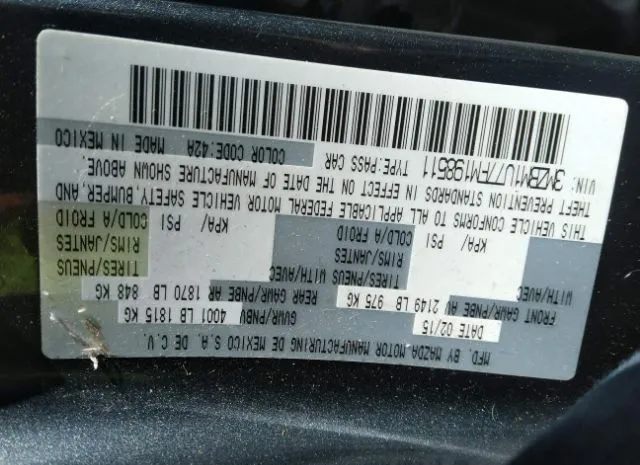 MFD. BY MAZDA MOTOR MANUFACTURING DE MEXICO S.A. DE C.V.
DATE 02/15 GVWR/PNBV 4001 LB 1815 KG
FRONT GAWR/PNBE AV 2149 LB 975 KG REAR GAWR/PNBE AR 1870 LB 848 KG
WITH/AVEC WITH/AVEC
TIRES/PNEUS TIRES/PNEUS
RIMS/JANTES RIMS/JANTES
COLD/A FROID COLD/A FROID
KPA/ PSI KPA/ PSI
THIS VEHICLE CONFORMS TO ALL APPLICABLE FEDERAL MOTOR VEHICLE SAFETY, BUMPER, AND
THEFT PREVENTION STANDARDS IN EFFECT ON THE DATE OF MANUFACTURE SHOWN ABOVE.
VIN: 3MZBM1U77FM198511 TYPE:PASS CAR
COLOR CODE:42A MADE IN MEXICO